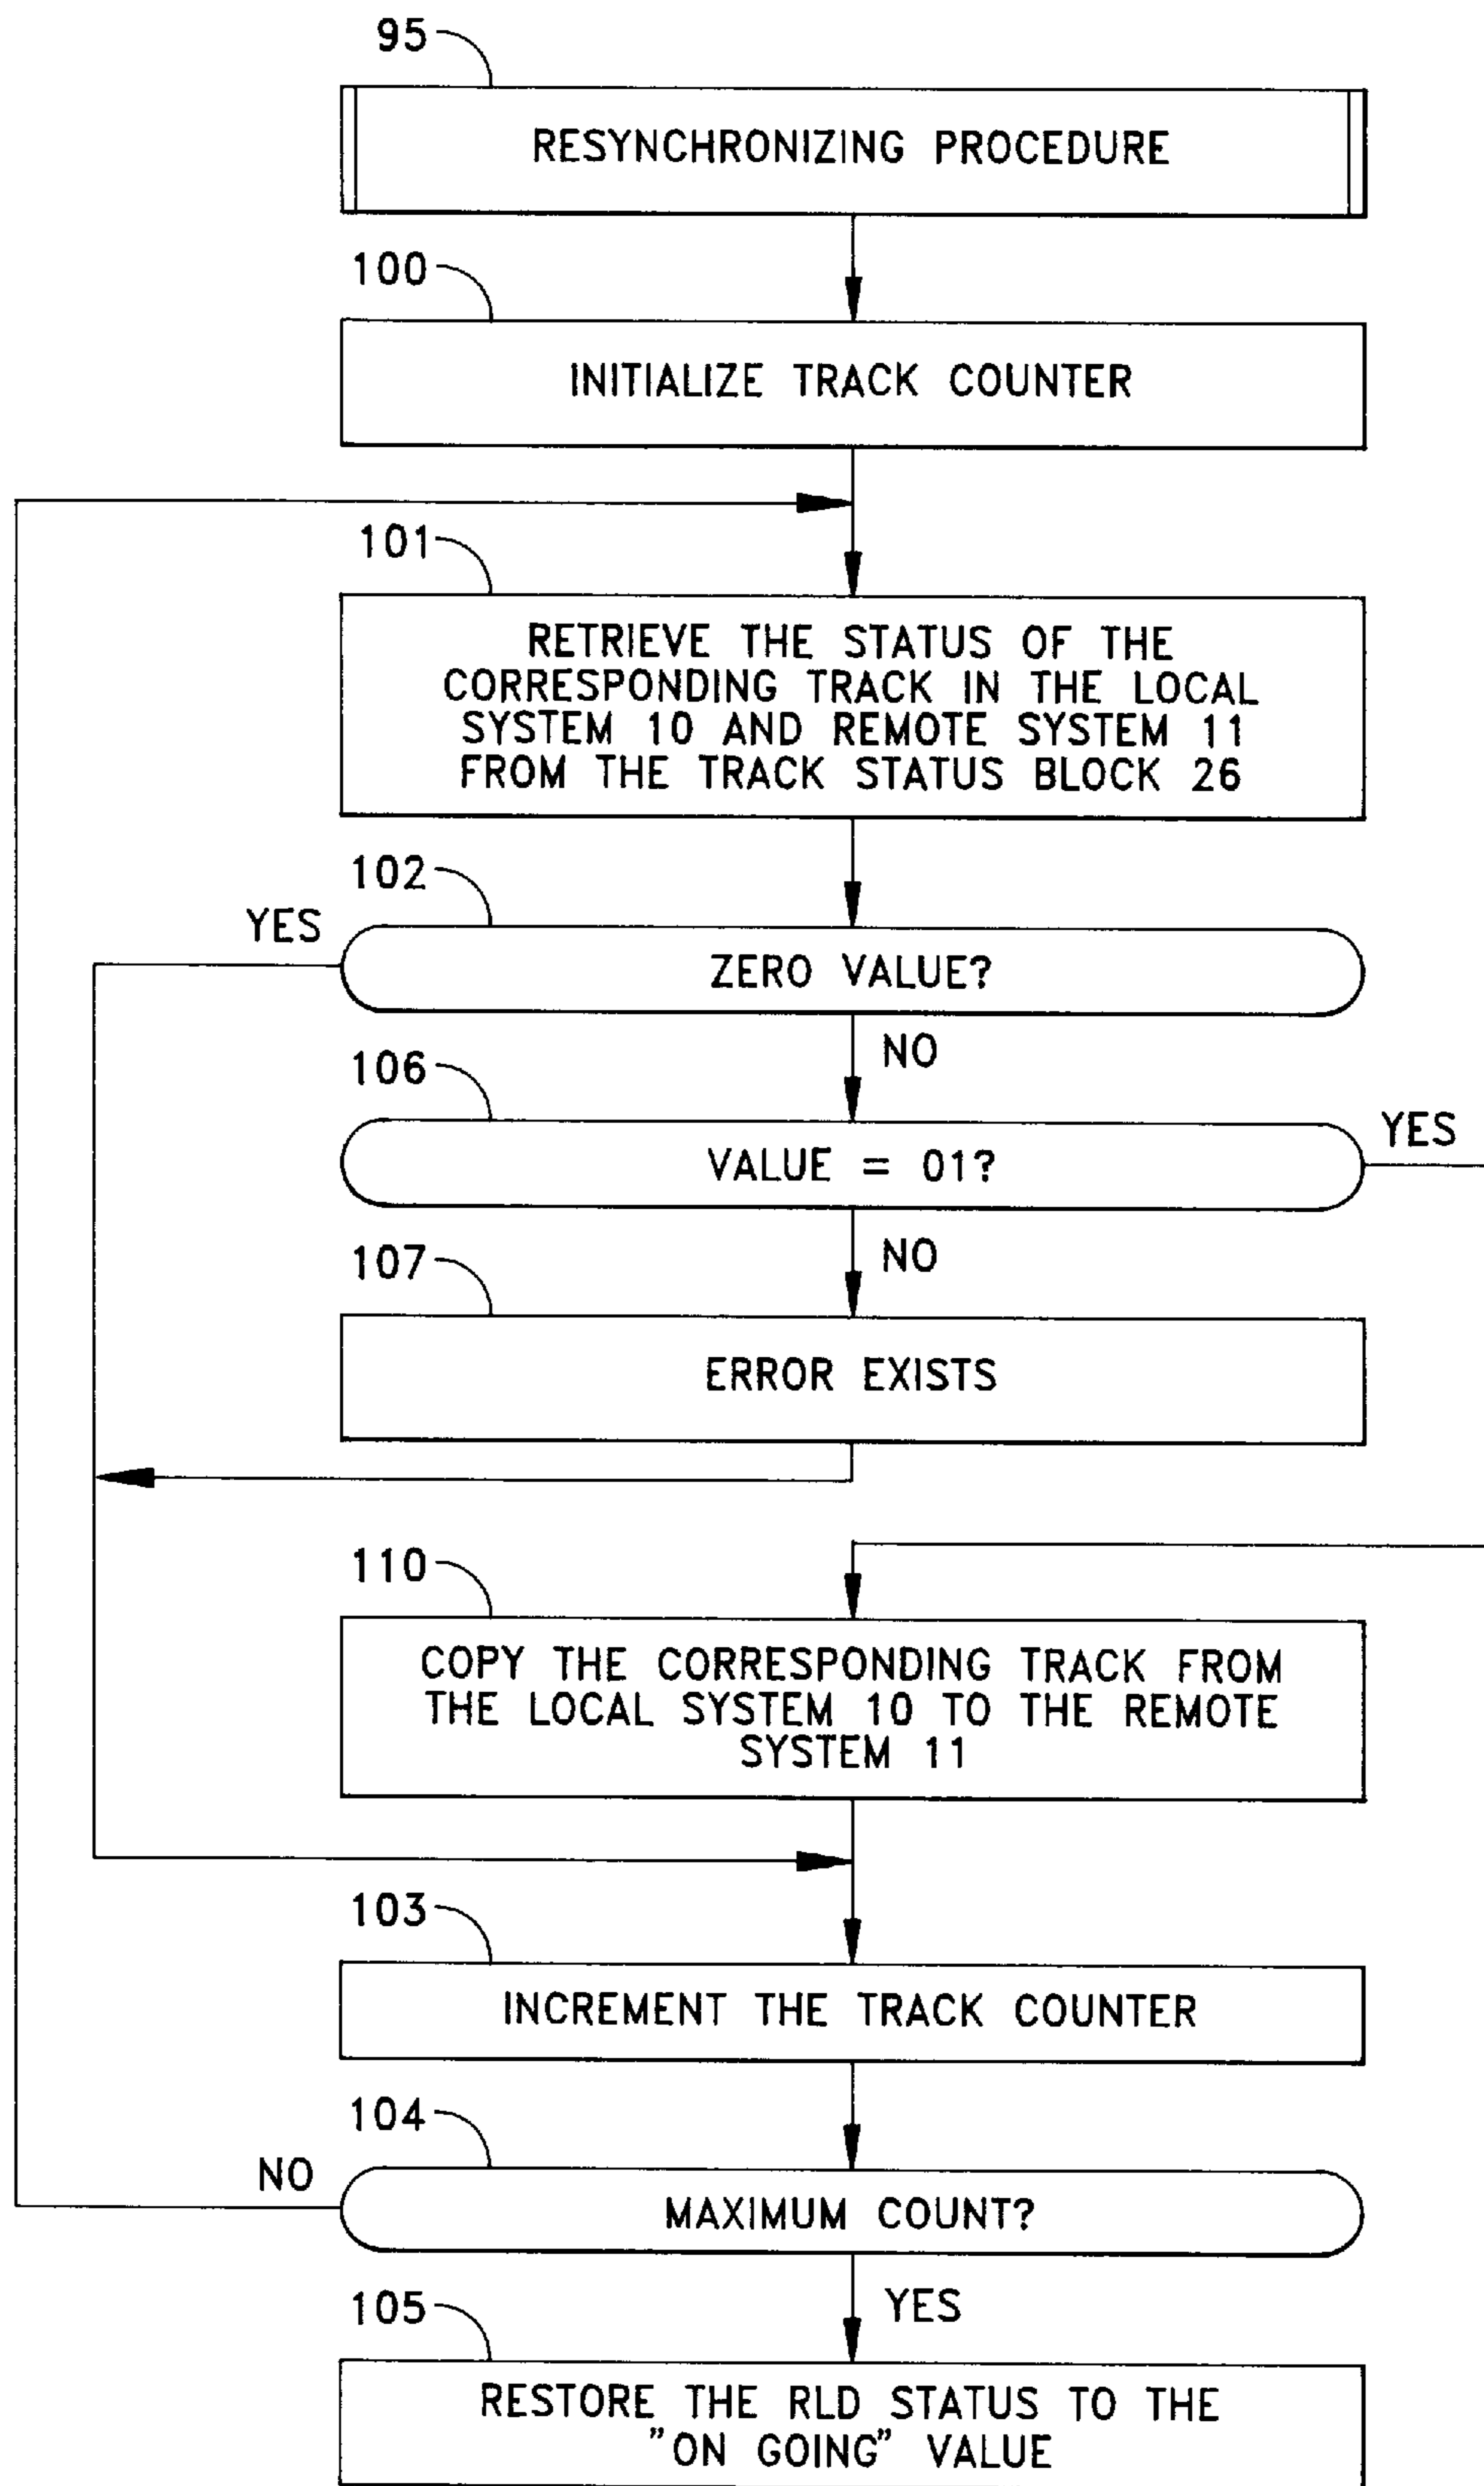 95
RESYNCHRONIZING PROCEDURE
100
INITIALIZE TRACK COUNTER
101
RETRIEVE THE STATUS OF THE
CORRESPONDING TRACK IN THE LOCAL
SYSTEM 10 AND REMOTE SYSTEM 11
FROM THE TRACK STATUS BLOCK 26
102
YES
ZERO VALUE?
NO
106
YES
VALUE = 01?
NO
107
ERROR EXISTS
110
COPY THE CORRESPONDING TRACK FROM
THE LOCAL SYSTEM 10 TO THE REMOTE
SYSTEM 11
103
INCREMENT THE TRACK COUNTER
104
NO
MAXIMUM COUNT?
YES
105
RESTORE THE RLD STATUS TO THE
"ON GOING" VALUE